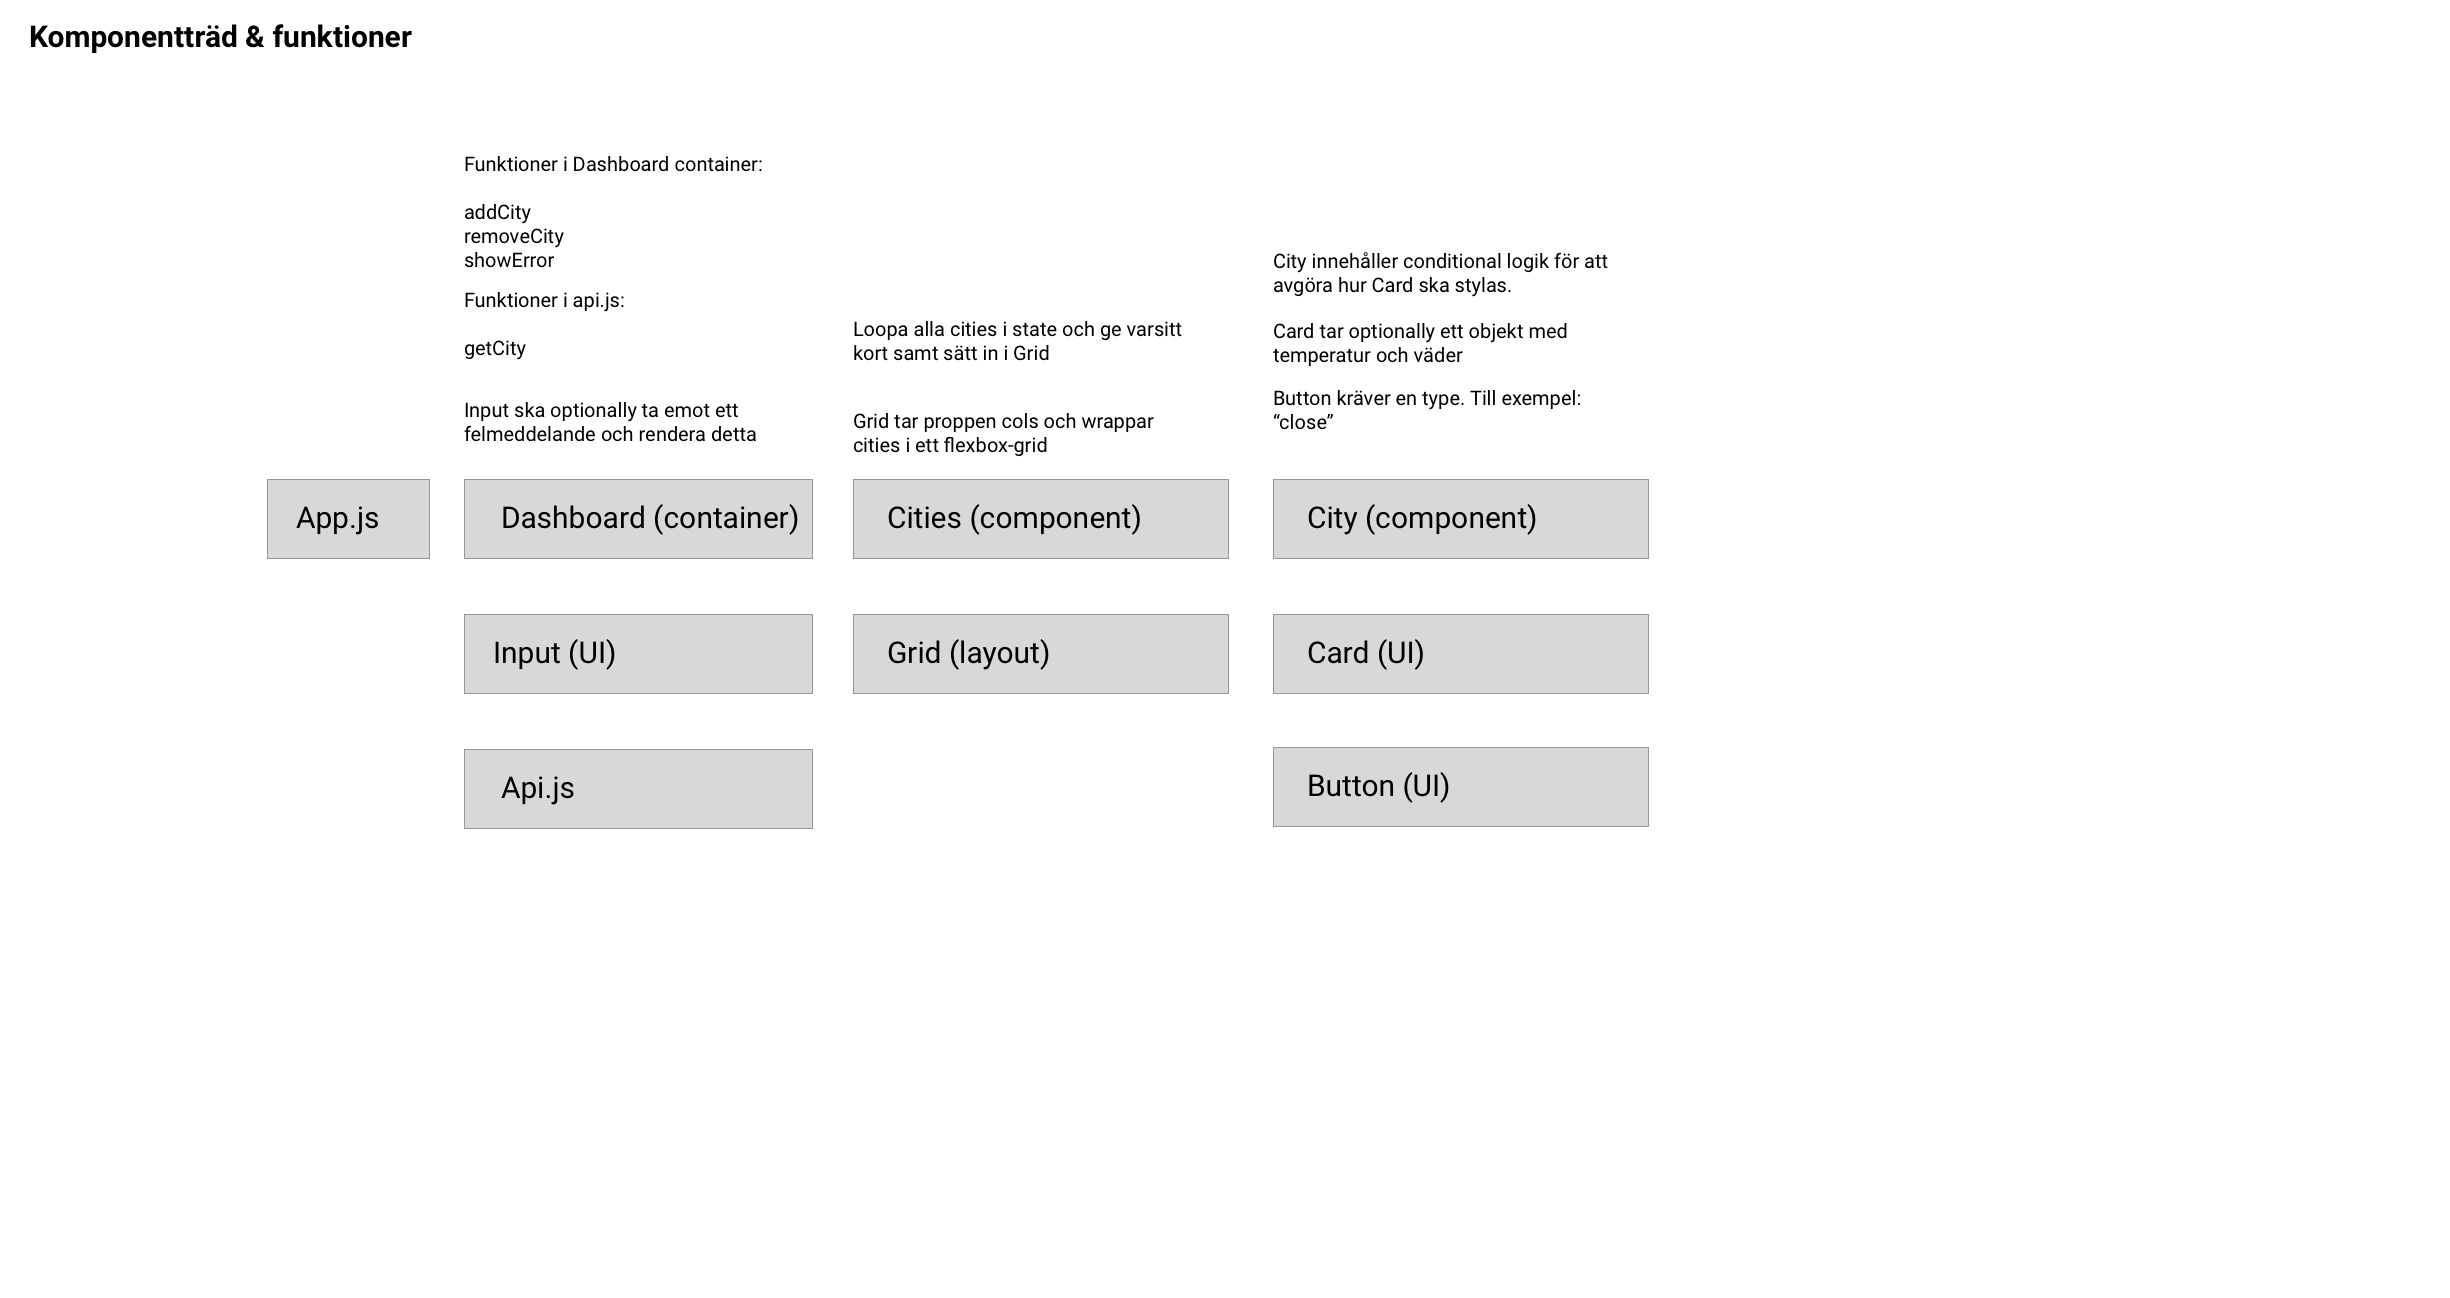 Komponentträd & funktioner
Funktioner i Dashboard container:
addCity
removeCity
showError
Funktioner i api.js:
getCity
Input ska optionally ta emot ett
felmeddelande och rendera detta
Loopa alla cities i state och ge varsitt
kort samt sätt in i Grid
Grid tar proppen cols och wrappar
cities i ett flexbox-grid
City innehåller conditional logik för att
avgöra hur Card ska stylas.
Card tar optionally ett objekt med
temperatur och väder
Button kräver en type. Till exempel:
“close”
App.js
Dashboard (container)
Cities (component)
City (component)
Input (UI)
Grid (layout)
Card (UI)
Api.js
Button (UI)